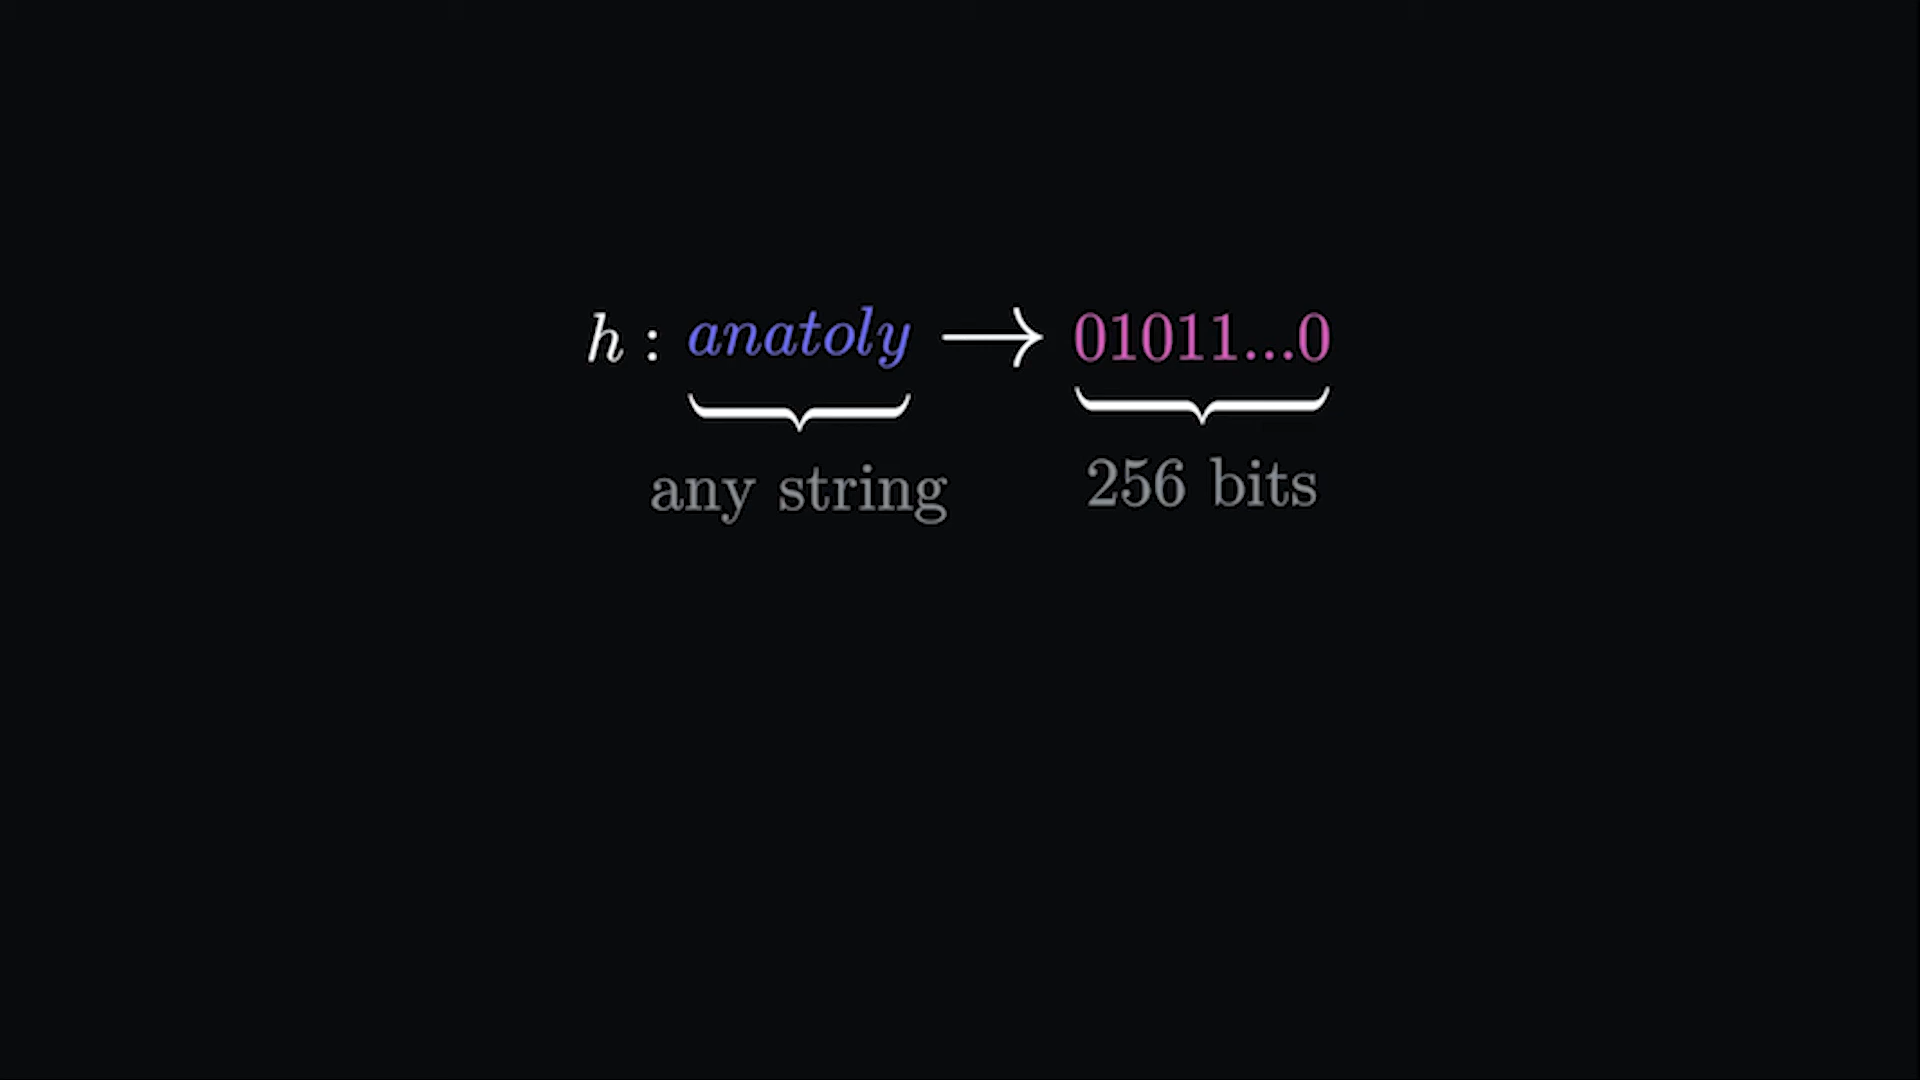 h : anatoly → 01011...0
any string 256 bits